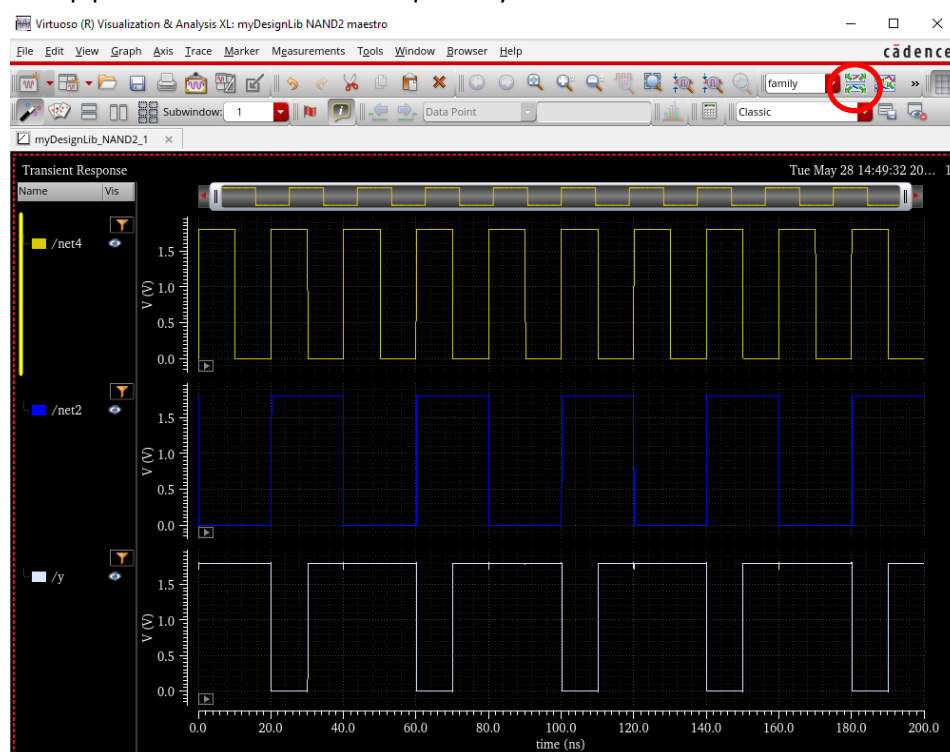 Virtuoso (R) Visualization & Analysis XL: myDesignLib NAND2 maestro
File Edit View Graph Axis Trace Marker Measurements Tools Window Browser Help
cādence
family
Subwindow: 1
Data Point
Classic
myDesignLib_NAND2_1
Transient Response
Tue May 28 14:49:32 20... 1
Name Vis
/net4
V (V)
1.5
1.0
0.5
0.0
/net2
V (V)
1.5
1.0
0.5
0.0
/y
V (V)
1.5
1.0
0.5
0.0
0.0 20.0 40.0 60.0 80.0 100.0 120.0 140.0 160.0 180.0 200.0
time (ns)